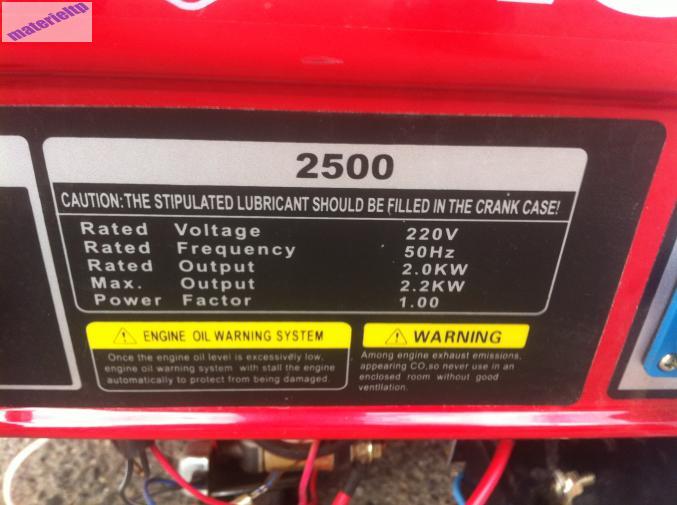 materieltp
2500
CAUTION:THE STIPULATED LUBRICANT SHOULD BE FILLED IN THE CRANK CASE!
Rated Voltage 220V
Rated Frequency 50Hz
Rated Output 2.0KW
Max. Output 2.2KW
Power Factor 1.00
ENGINE OIL WARNING SYSTEM
Once the engine oil level is excessively low,
engine oil warning system with stall the engine
automatically to protect from being damaged.
WARNING
Among engine exhaust emissions,
appearing CO,so never use in an
enclosed room without good
ventilation.